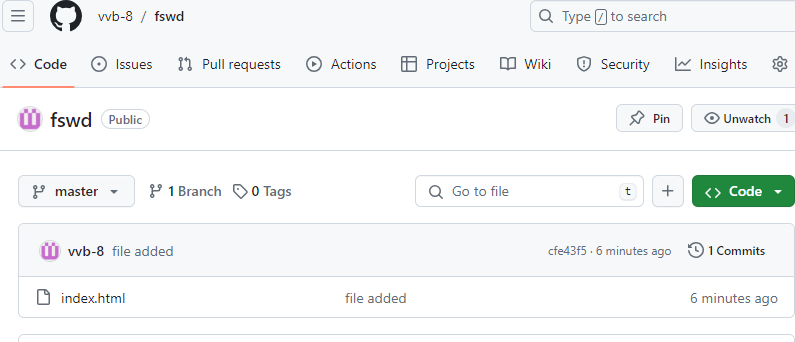 vvb-8 / fswd Type / to search
Code Issues Pull requests Actions Projects Wiki Security Insights
fswd Public Pin Unwatch 1
master 1 Branch 0 Tags Go to file t + Code
vvb-8 file added cfe43f5 · 6 minutes ago 1 Commits
index.html file added 6 minutes ago